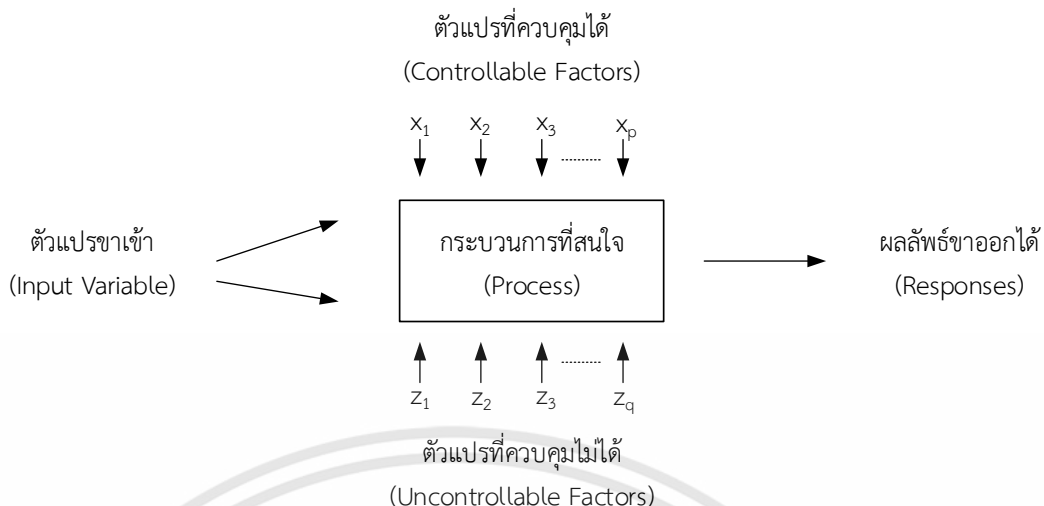 ตัวแปรที่ควบคุมได้
(Controllable Factors)
x1 x2 x3 xp
ตัวแปรขาเข้า
(Input Variable)
กระบวนการที่สนใจ
(Process)
ผลลัพธ์ขาออกได้
(Responses)
z1 z2 z3 zq
ตัวแปรที่ควบคุมไม่ได้
(Uncontrollable Factors)